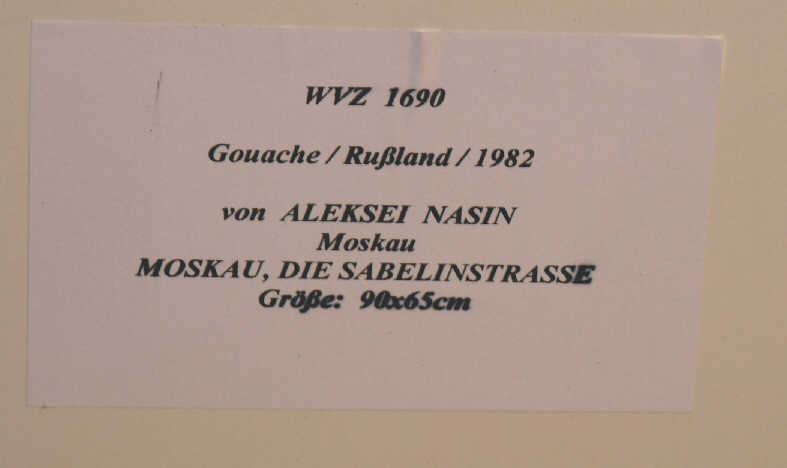 WVZ 1690
Gouache / Rußland / 1982
von ALEKSEI NASIN
Moskau
MOSKAU, DIE SABELINSTRASSE
Größe: 90x65cm